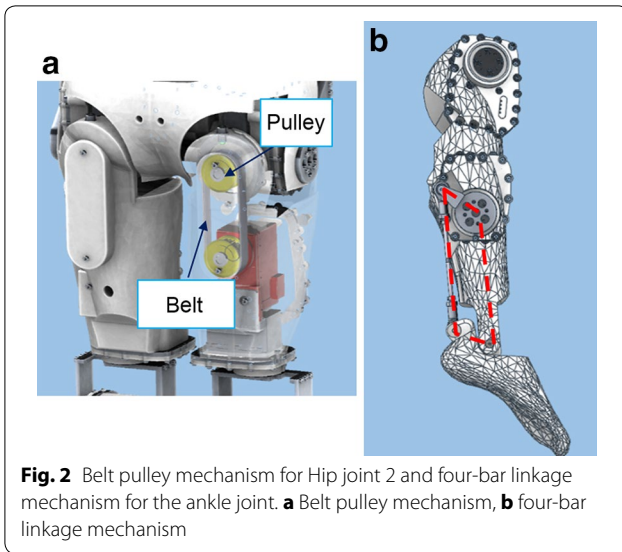 a
Pulley
Belt
b
Fig. 2 Belt pulley mechanism for Hip joint 2 and four-bar linkage
mechanism for the ankle joint. a Belt pulley mechanism, b four-bar
linkage mechanism